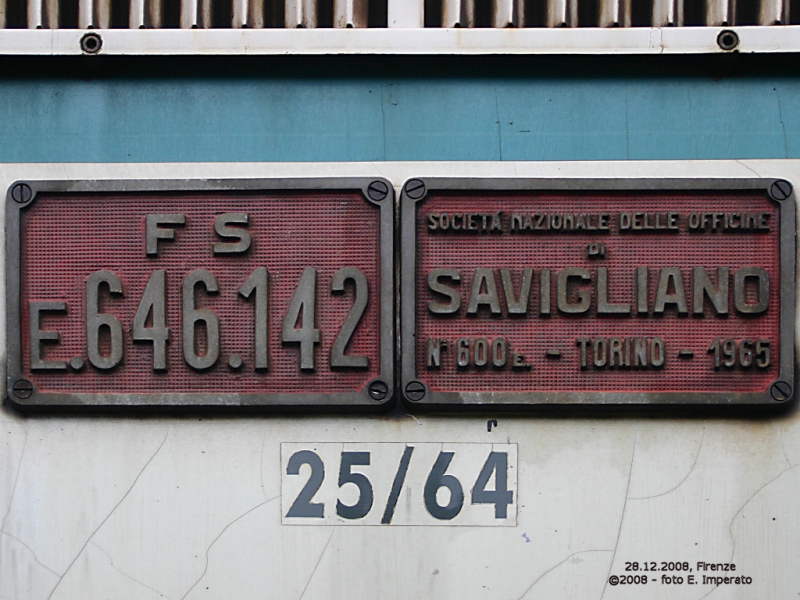 F S
E.646.142
SOCIETÀ NAZIONALE DELLE OFFICINE
DI
SAVIGLIANO
N° 600E. - TORINO - 1965
25/64
28.12.2008, Firenze
©2008 - foto E. Imperato